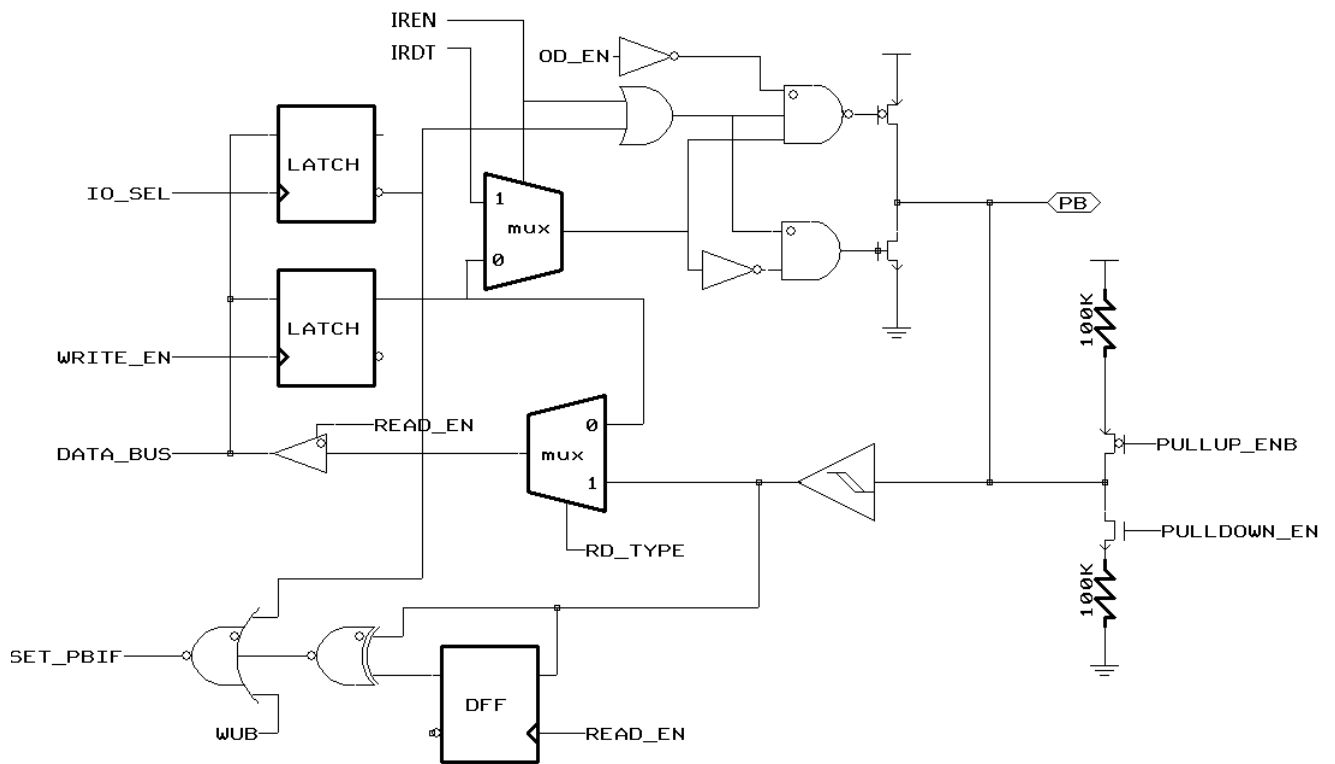 IREN
IRDT
OD_EN
LATCH
IO_SEL
1
mux
0
PB
LATCH
WRITE_EN
100K
READ_EN
0
DATA_BUS
mux
1
PULLUP_ENB
RD_TYPE
PULLDOWN_EN
100K
SET_PBIF
DFF
WUB
READ_EN